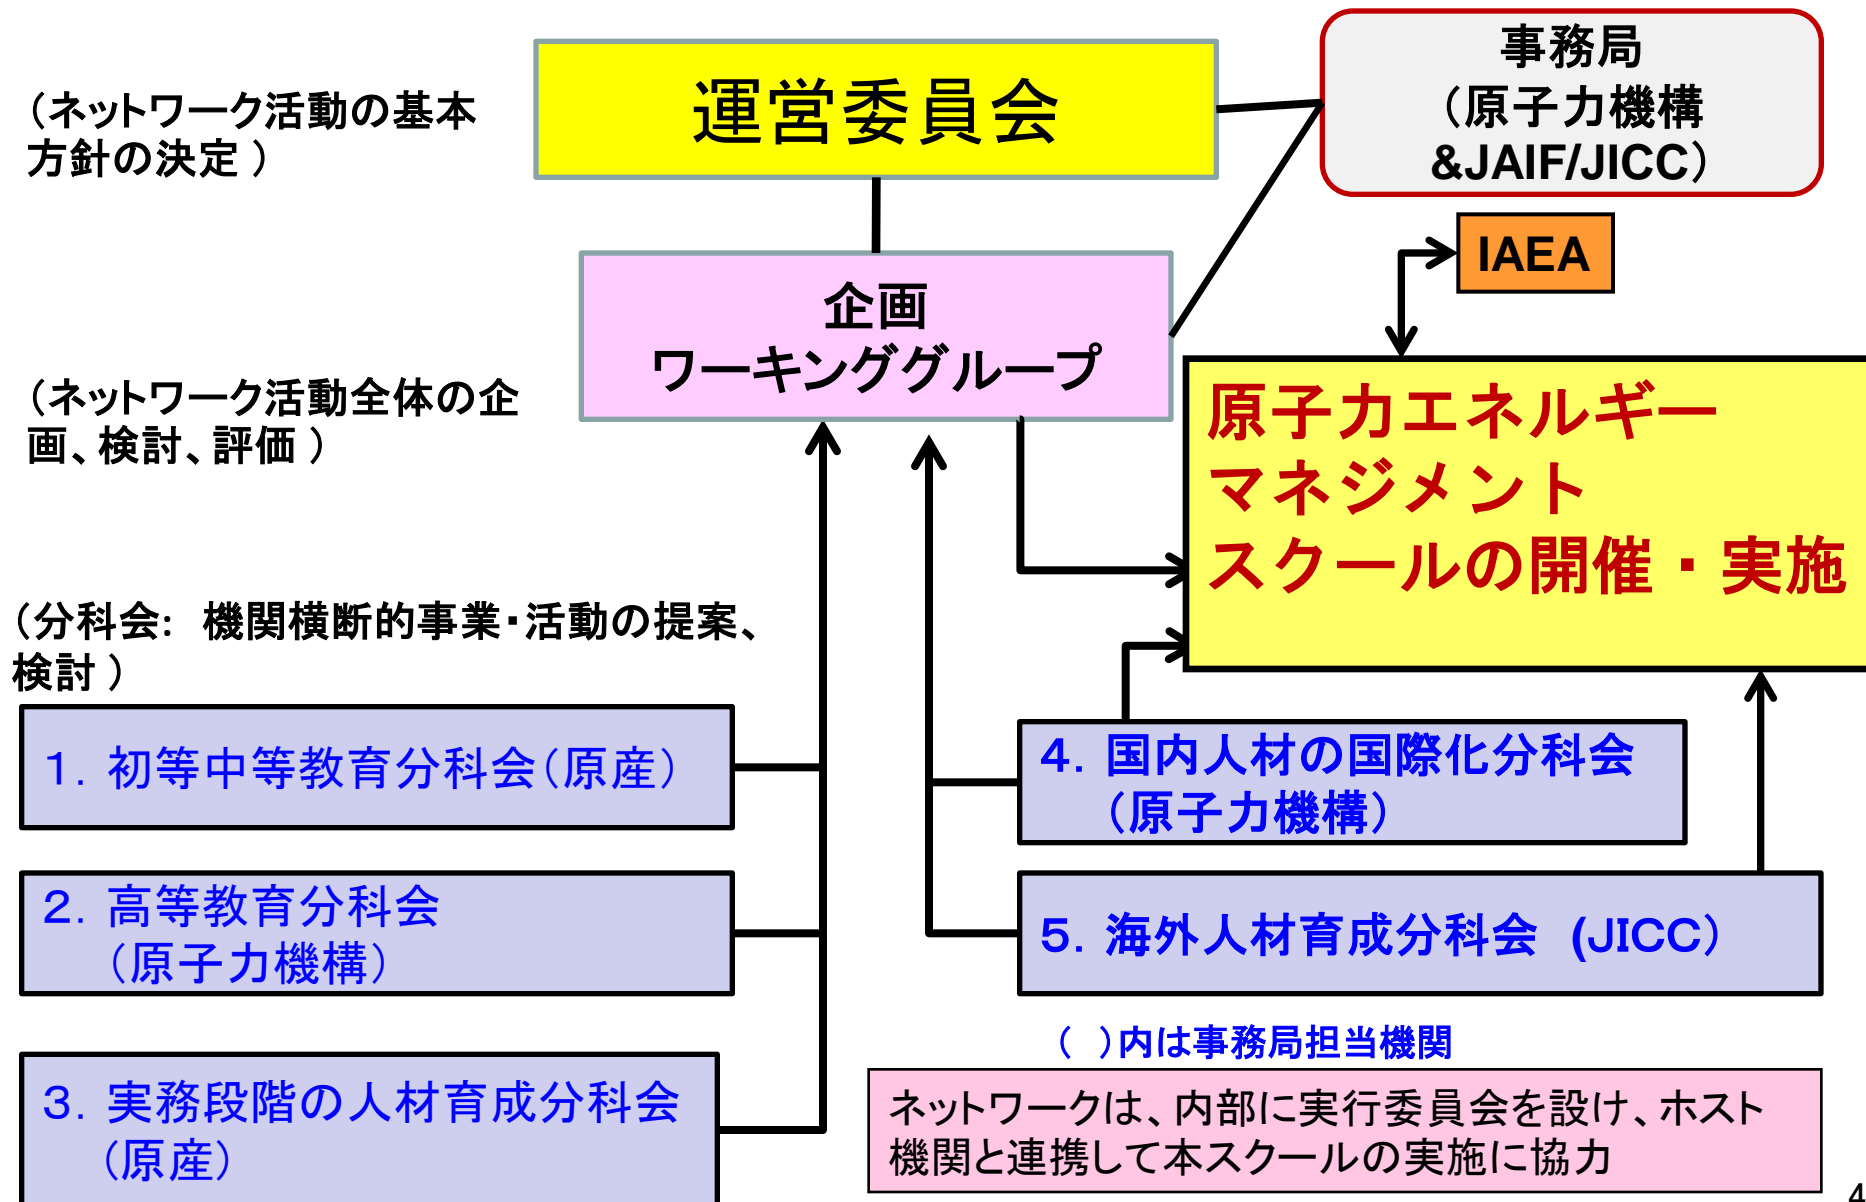 (ネットワーク活動の基本
方針の決定 )
運営委員会
事務局
(原子力機構
&JAIF/JICC)
IAEA
企画
ワーキンググループ
(ネットワーク活動全体の企
画、検討、評価 )
原子力エネルギー
マネジメント
スクールの開催・実施
(分科会: 機関横断的事業・活動の提案、
検討 )
1. 初等中等教育分科会(原産)
2. 高等教育分科会
(原子力機構)
3. 実務段階の人材育成分科会
(原産)
4. 国内人材の国際化分科会
(原子力機構)
5. 海外人材育成分科会 (JICC)
( )内は事務局担当機関
ネットワークは、内部に実行委員会を設け、ホスト
機関と連携して本スクールの実施に協力
4